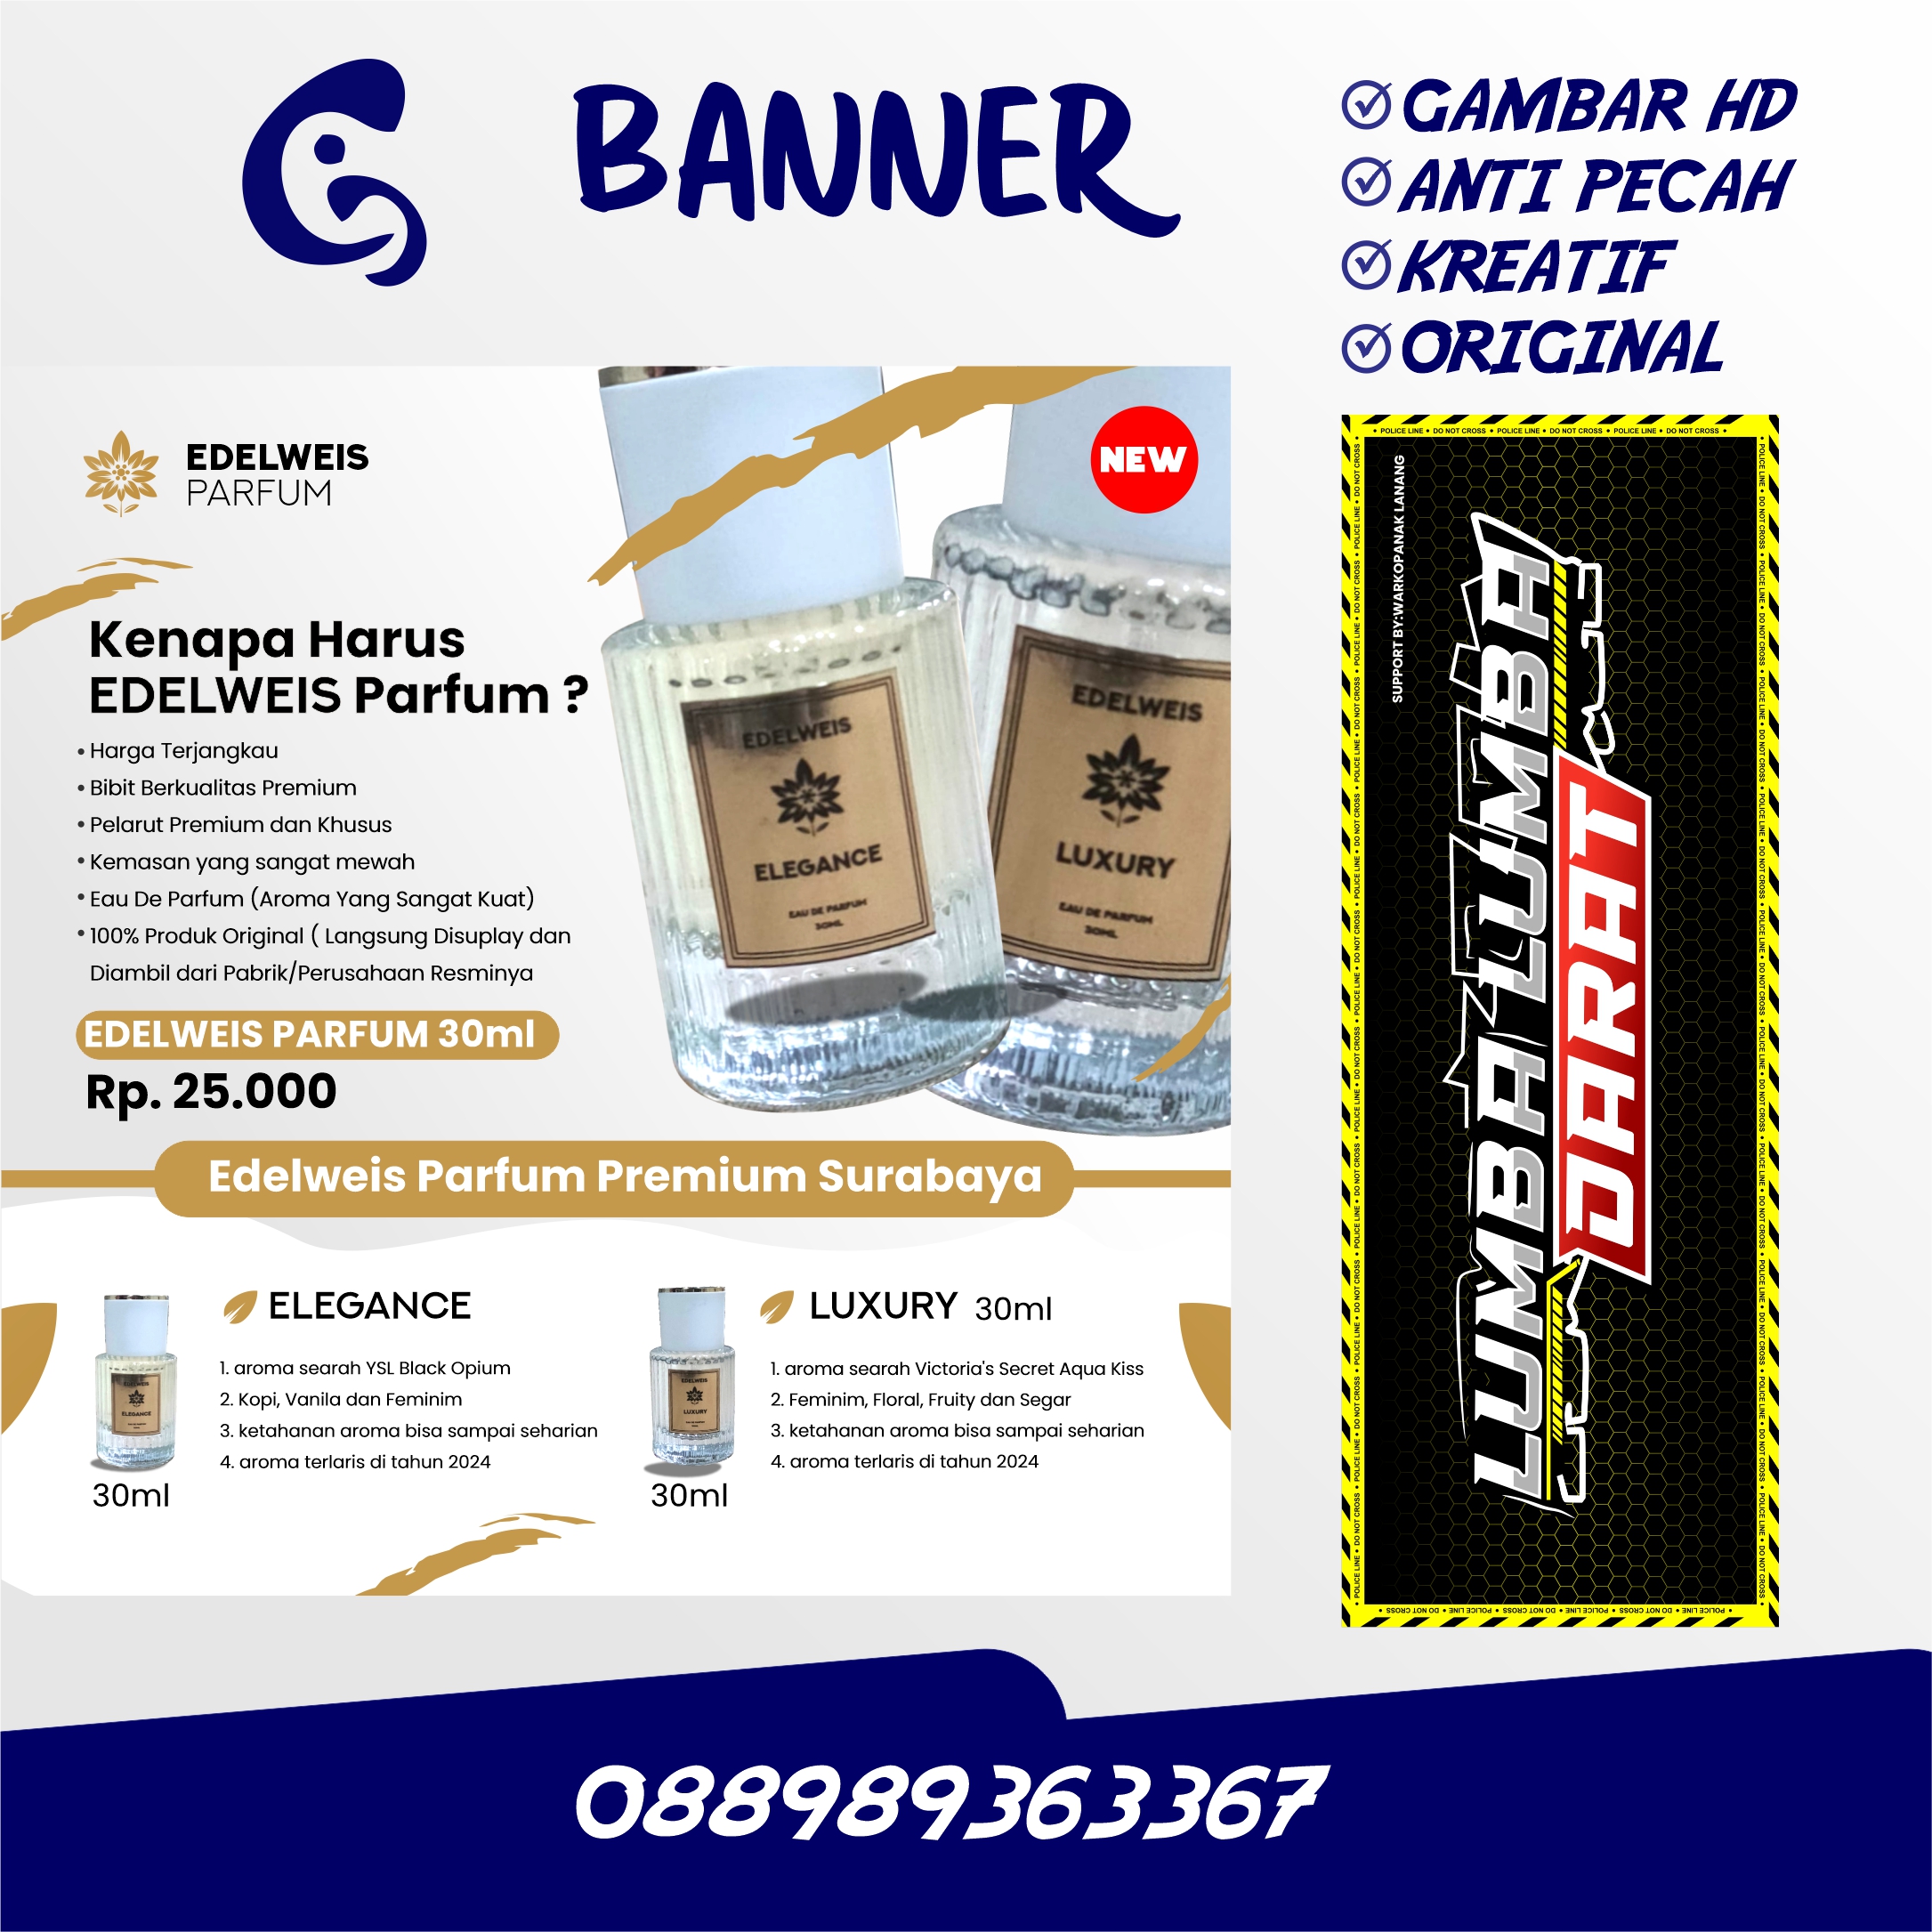 BANNER
GAMBAR HD
ANTI PECAH
KREATIF
ORIGINAL
EDELWEIS
PARFUM
NEW
Kenapa Harus
EDELWEIS Parfum ?
• Harga Terjangkau
• Bibit Berkualitas Premium
• Pelarut Premium dan Khusus
• Kemasan yang sangat mewah
• Eau De Parfum (Aroma Yang Sangat Kuat)
• 100% Produk Original ( Langsung Disuplay dan
Diambil dari Pabrik/Perusahaan Resminya
EDELWEIS PARFUM 30ml
Rp. 25.000
EDELWEIS
ELEGANCE
EAU DE PARFUM
30ML
EDELWEIS
LUXURY
EAU DE PARFUM
30ML
Edelweis Parfum Premium Surabaya
ELEGANCE
1. aroma searah YSL Black Opium
2. Kopi, Vanila dan Feminim
3. ketahanan aroma bisa sampai seharian
4. aroma terlaris di tahun 2024
EDELWEIS
ELEGANCE
30ml
LUXURY 30ml
1. aroma searah Victoria's Secret Aqua Kiss
2. Feminim, Floral, Fruity dan Segar
3. ketahanan aroma bisa sampai seharian
4. aroma terlaris di tahun 2024
EDELWEIS
LUXURY
30ml
• POLICE LINE • DO NOT CROSS • POLICE LINE • DO NOT CROSS • POLICE LINE • DO NOT CROSS •
SUPPORT BY:WARKOPANAK LANANG
LUMBA LUMBA
DARAT
088989363367